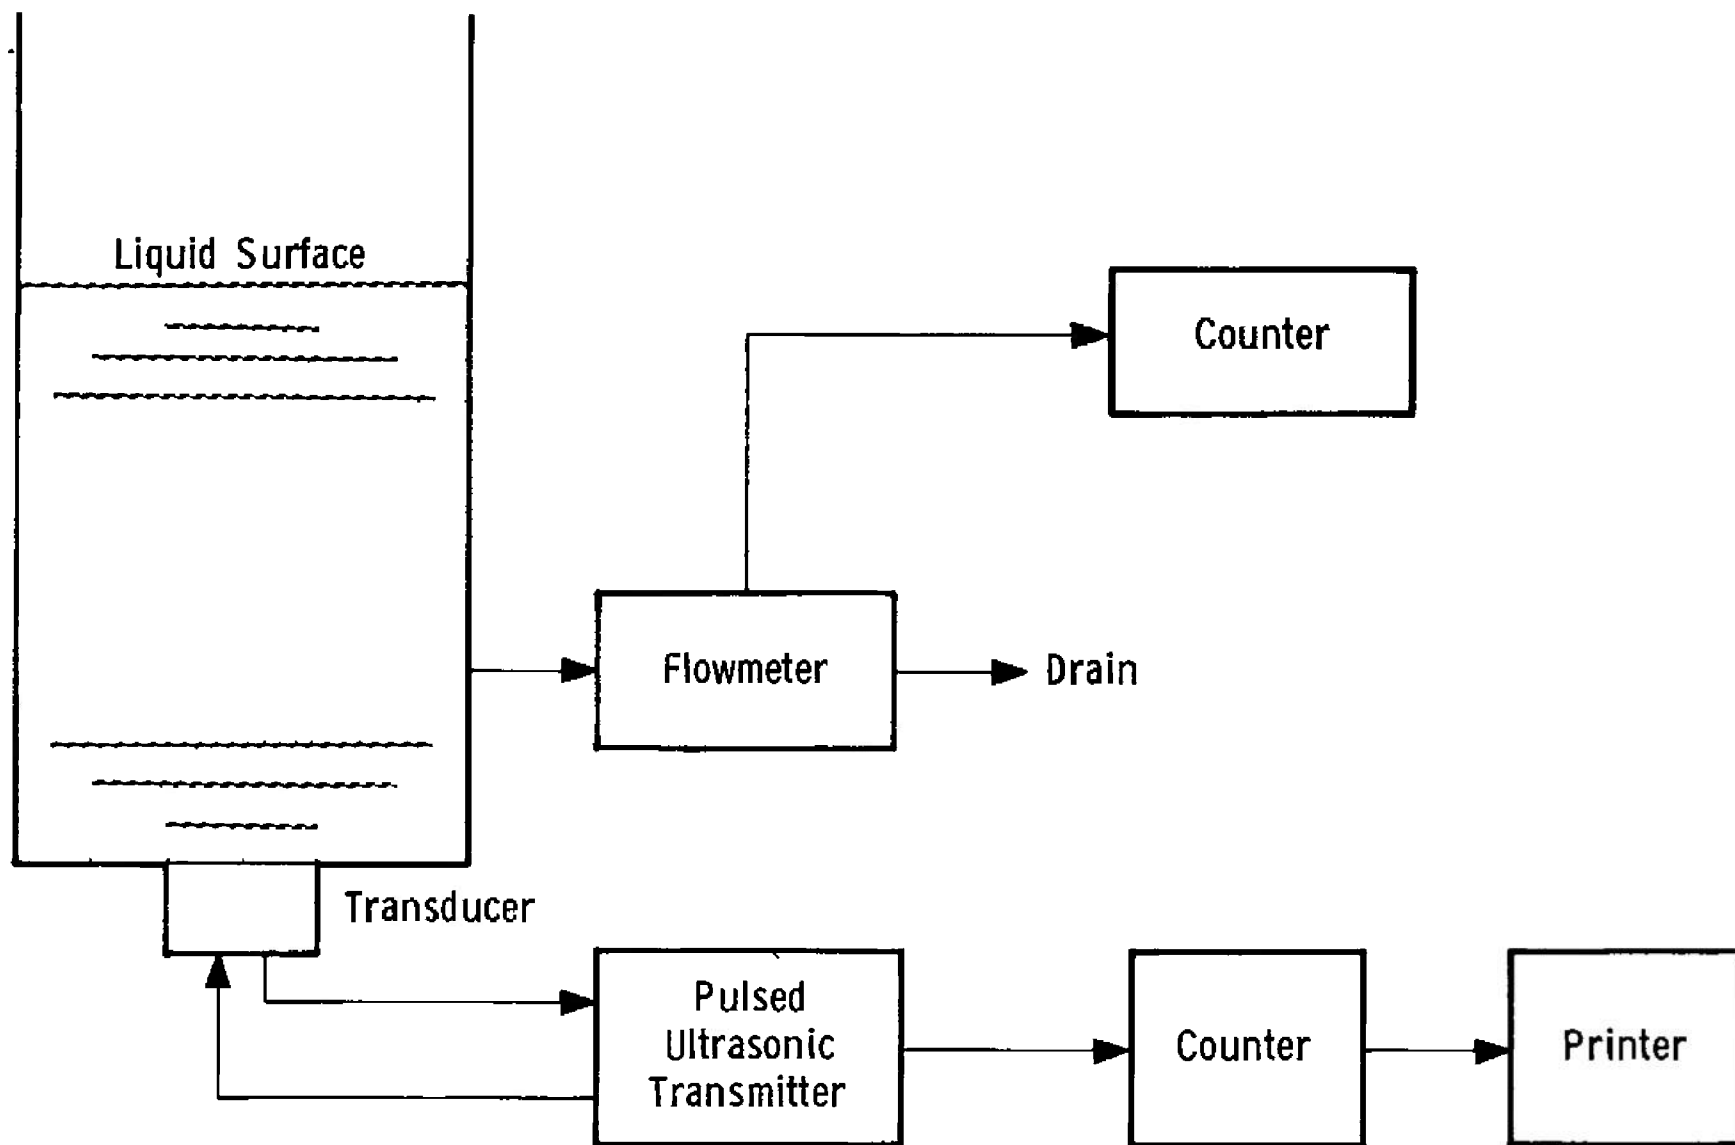 Liquid Surface
Counter
Flowmeter
Drain
Transducer
Pulsed
Ultrasonic
Transmitter
Counter
Printer